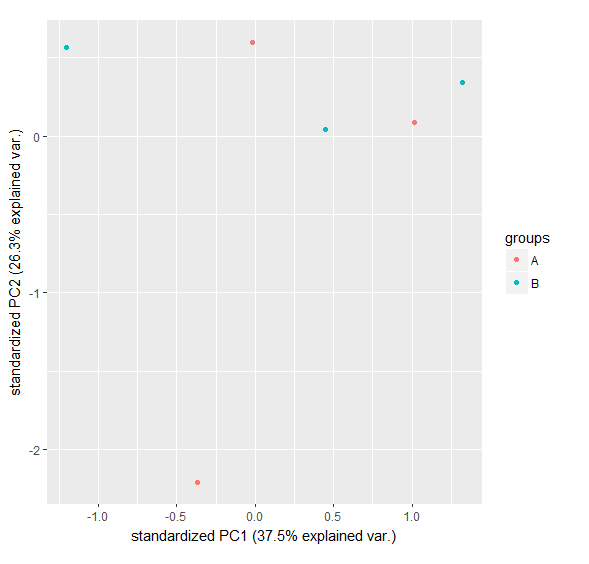 standardized PC2 (26.3% explained var.)
0
-1
-2
-1.0 -0.5 0.0 0.5 1.0
standardized PC1 (37.5% explained var.)
groups
A
B